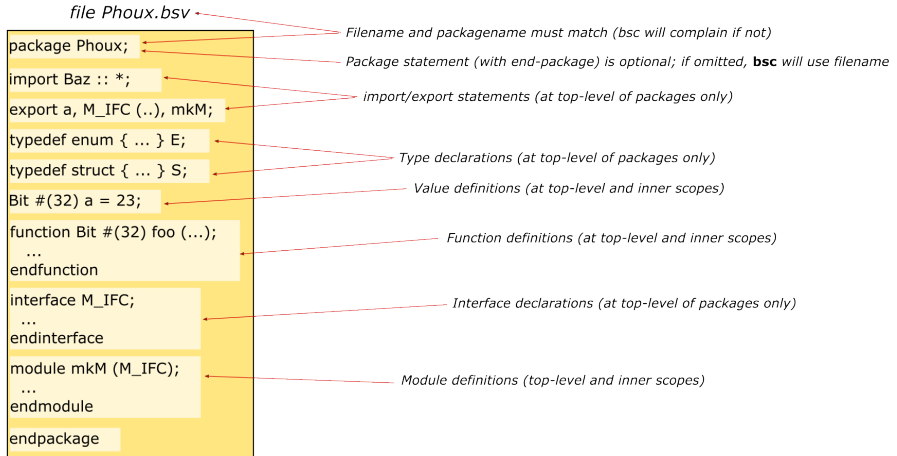 file Phoux.bsv
package Phoux;
Filename and packagename must match (bsc will complain if not)
Package statement (with end-package) is optional; if omitted, bsc will use filename
import Baz :: *;
import/export statements (at top-level of packages only)
export a, M_IFC (..), mkM;
typedef enum { ... } E;
Type declarations (at top-level of packages only)
typedef struct { ... } S;
Value definitions (at top-level and inner scopes)
Bit #(32) a = 23;
function Bit #(32) foo (...);
...
endfunction
Function definitions (at top-level and inner scopes)
interface M_IFC;
...
endinterface
Interface declarations (at top-level of packages only)
module mkM (M_IFC);
...
endmodule
Module definitions (top-level and inner scopes)
endpackage